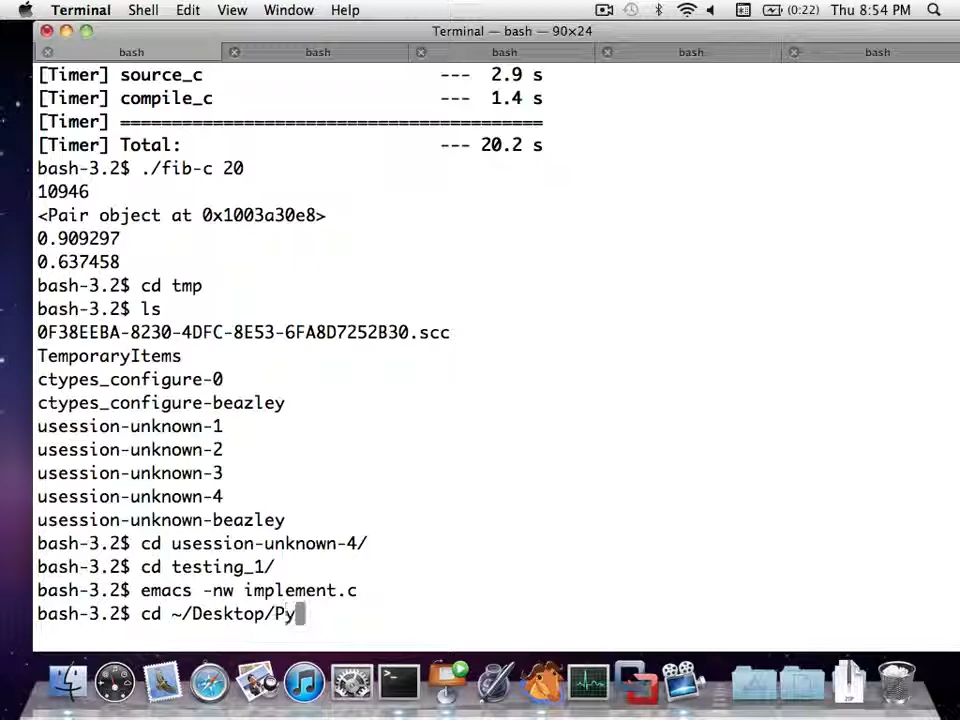 Terminal Shell Edit View Window Help (0:22) Thu 8:54 PM
Terminal — bash — 90×24
bash bash bash bash bash
[Timer] source_c --- 2.9 s
[Timer] compile_c --- 1.4 s
[Timer] =========================================
[Timer] Total: --- 20.2 s
bash-3.2$ ./fib-c 20
10946
<Pair object at 0x1003a30e8>
0.909297
0.637458
bash-3.2$ cd tmp
bash-3.2$ ls
0F38EEBA-8230-4DFC-8E53-6FA8D7252B30.scc
TemporaryItems
ctypes_configure-0
ctypes_configure-beazley
usession-unknown-1
usession-unknown-2
usession-unknown-3
usession-unknown-4
usession-unknown-beazley
bash-3.2$ cd usession-unknown-4/
bash-3.2$ cd testing_1/
bash-3.2$ emacs -nw implement.c
bash-3.2$ cd ~/Desktop/Py
ZIP